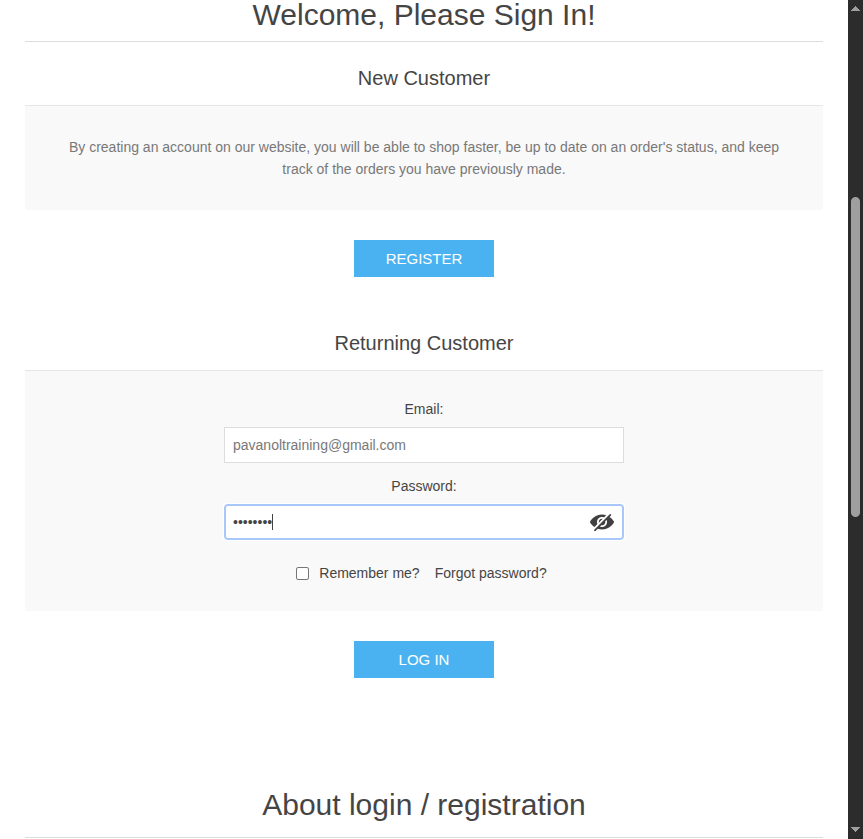 Welcome, Please Sign In!
New Customer
By creating an account on our website, you will be able to shop faster, be up to date on an order's status, and keep
track of the orders you have previously made.
REGISTER
Returning Customer
Email:
pavanoltraining@gmail.com
Password:
••••••••
Remember me? Forgot password?
LOG IN
About login / registration